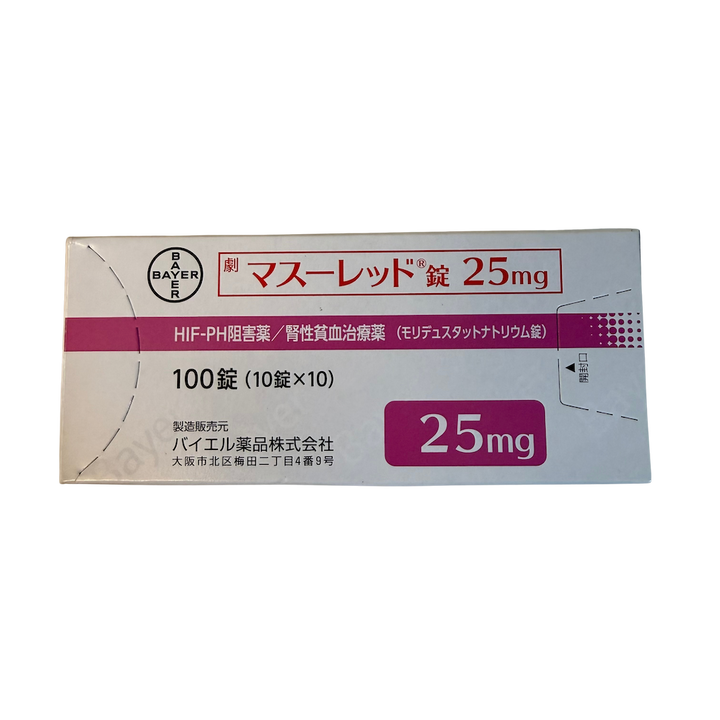 BAYER
BAYER
劇 マスーレッド®錠 25mg
HIF-PH阻害薬／腎性貧血治療薬 (モリデュスタットナトリウム錠)
100錠 (10錠×10)
開封口
製造販売元
バイエル薬品株式会社
大阪市北区梅田二丁目4番9号
25mg
Bayer